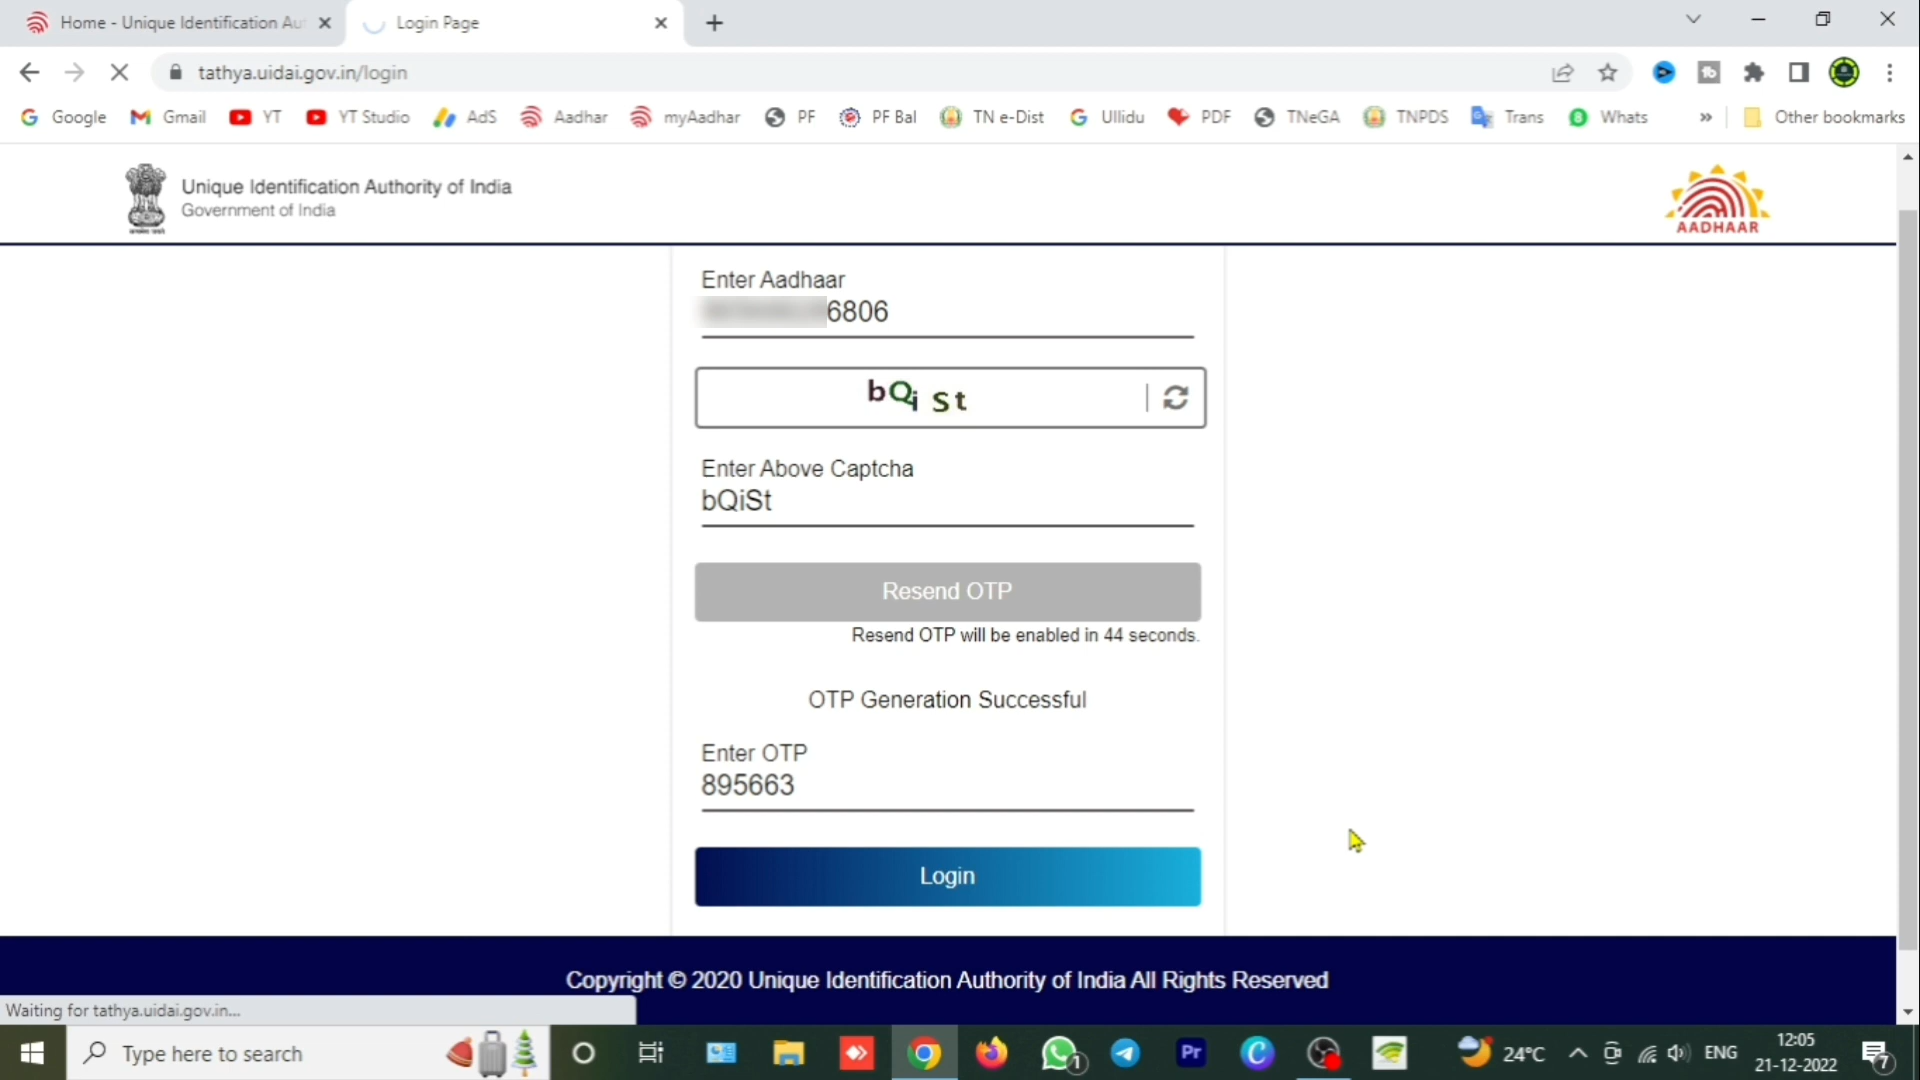 Home - Unique Identification Au
Login Page
tathya.uidai.gov.in/login
Google
Gmail
YT
YT Studio
AdS
Aadhar
myAadhar
PF
PF Bal
TN e-Dist
Ullidu
PDF
TNeGA
TNPDS
Trans
Whats
»
Other bookmarks
Unique Identification Authority of India
Government of India
AADHAAR
Enter Aadhaar
6806
bQiSt
Enter Above Captcha
bQiSt
Resend OTP
Resend OTP will be enabled in 44 seconds.
OTP Generation Successful
Enter OTP
895663
Login
Copyright © 2020 Unique Identification Authority of India All Rights Reserved
Waiting for tathya.uidai.gov.in...
Type here to search
1
Pr
24°C
ENG
12:05
21-12-2022
7